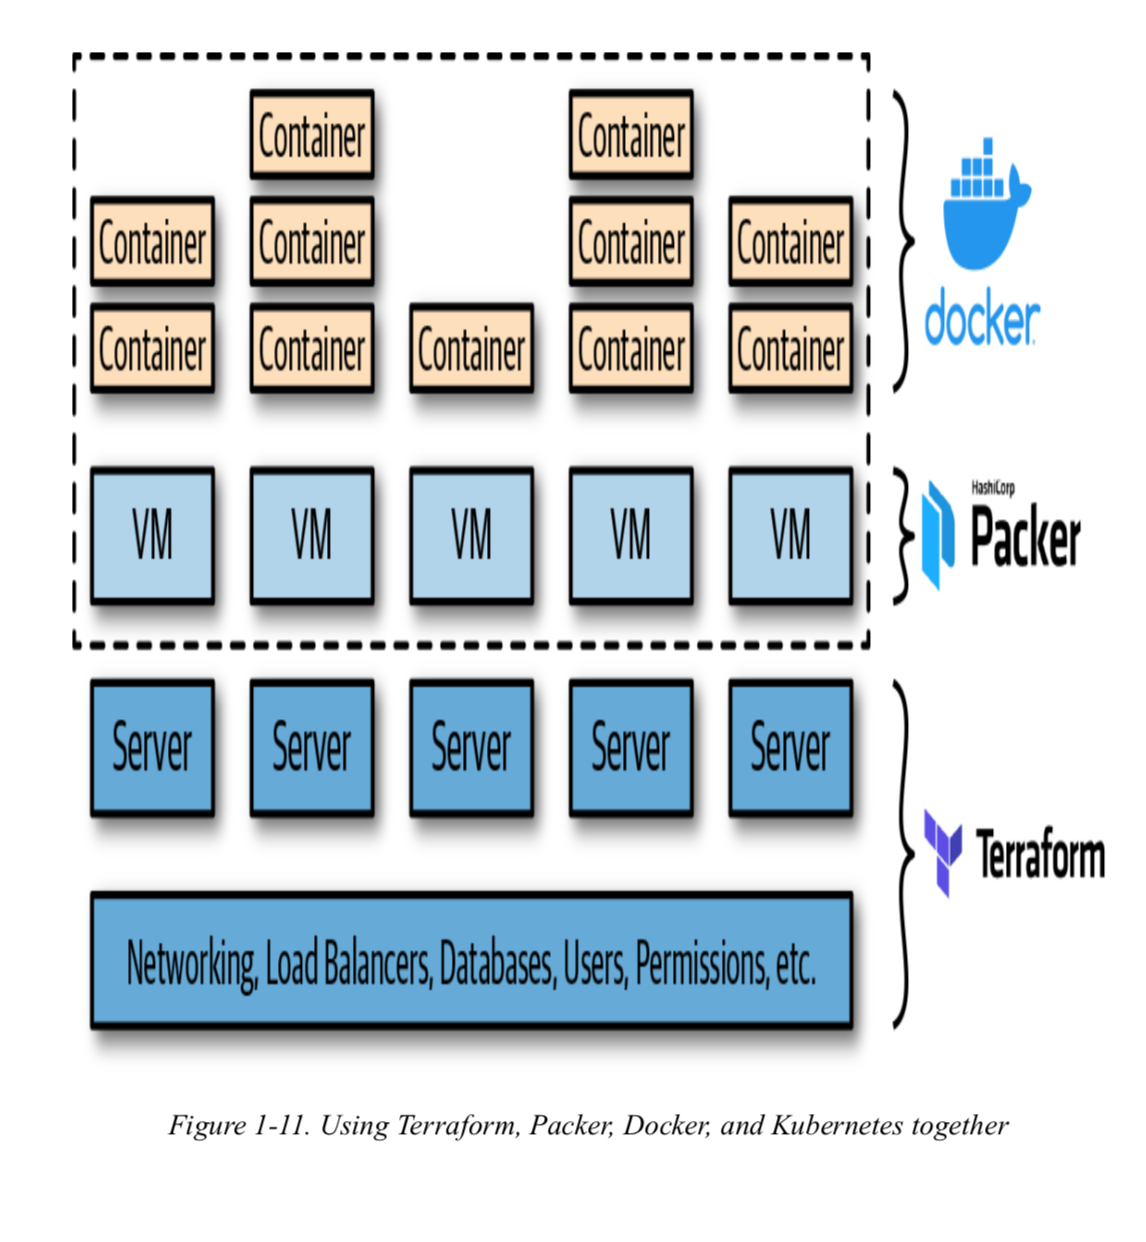 Container Container
Container Container Container Container
Container Container Container Container Container
docker
VM VM VM VM VM
HashiCorp
Packer
Server Server Server Server Server
Terraform
Networking, Load Balancers, Databases, Users, Permissions, etc.
Figure 1-11. Using Terraform, Packer, Docker, and Kubernetes together